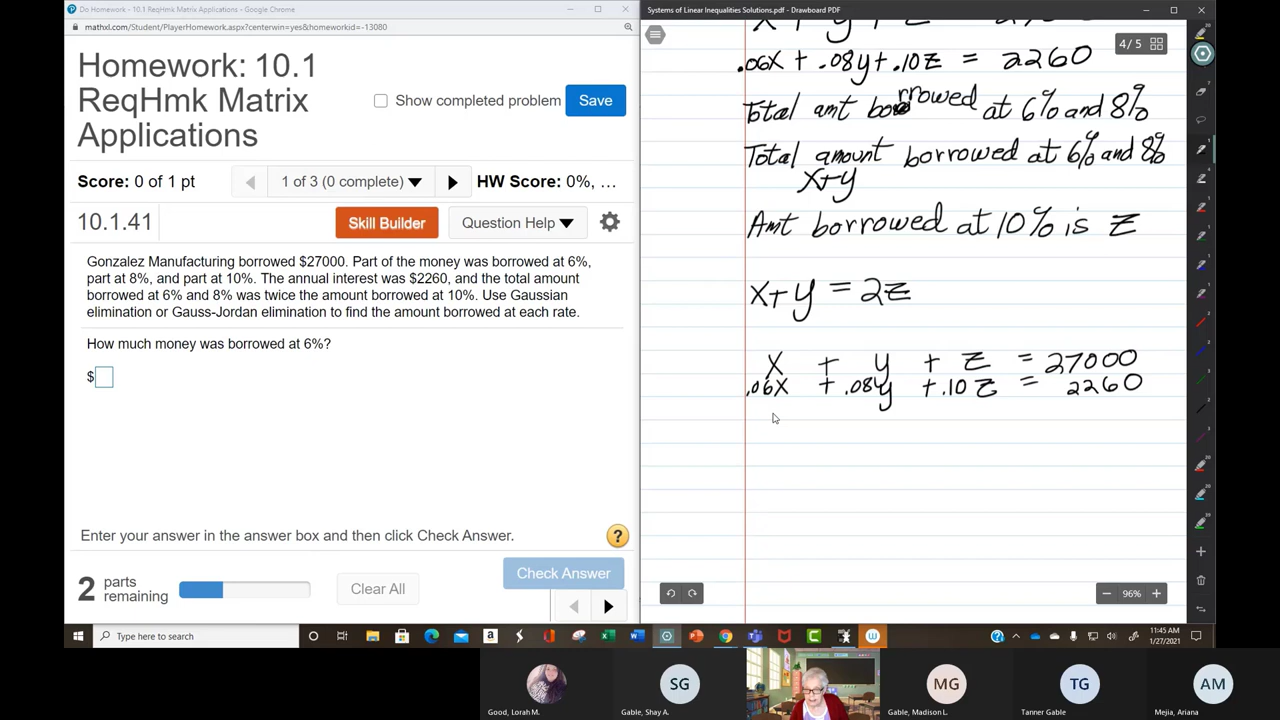 Do Homework - 10.1 ReqHmk Matrix Applications - Google Chrome
mathxl.com/Student/PlayerHomework.aspx?centerwin=yes&homeworkid=-13080
Homework: 10.1
ReqHmk Matrix
Applications
Show completed problem
Save
Score: 0 of 1 pt
1 of 3 (0 complete)
HW Score: 0%, ...
10.1.41
Skill Builder
Question Help
Gonzalez Manufacturing borrowed $27000. Part of the money was borrowed at 6%,
part at 8%, and part at 10%. The annual interest was $2260, and the total amount
borrowed at 6% and 8% was twice the amount borrowed at 10%. Use Gaussian
elimination or Gauss-Jordan elimination to find the amount borrowed at each rate.
How much money was borrowed at 6%?
$
Enter your answer in the answer box and then click Check Answer.
?
2 parts
remaining
Clear All
Check Answer
Systems of Linear Inequalities Solutions.pdf - Drawboard PDF
4 / 5
.06x + .08y + .10z = 2260
Total amt borrowed at 6% and 8%
Total amount borrowed at 6% and 8%
x+y
Amt borrowed at 10% is z
x+y = 2z
x + y + z = 27000
.06x + .08y + .10z = 2260
96%
Type here to search
11:45 AM
1/27/2021
Good, Lorah M.
SG
Gable, Shay A.
MG
Gable, Madison L.
TG
Tanner Gable
AM
Mejia, Ariana